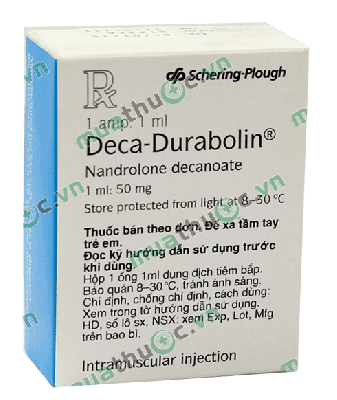 Rx
Schering-Plough
1 amp. 1 ml
Deca-Durabolin®
Nandrolone decanoate
1 ml: 50 mg
Store protected from light at 8–30 °C
Thuốc bán theo đơn. Để xa tầm tay
trẻ em.
Đọc kỹ hướng dẫn sử dụng trước
khi dùng.
Hộp 1 ống 1ml dung dịch tiêm bắp.
Bảo quản 8–30°C, tránh ánh sáng.
Chỉ định, chống chỉ định, cách dùng:
Xem trong tờ hướng dẫn sử dụng.
HD, số lô sx, NSX: xem Exp, Lot, Mfg
trên bao bì.
Intramuscular injection
muathuoc.vn